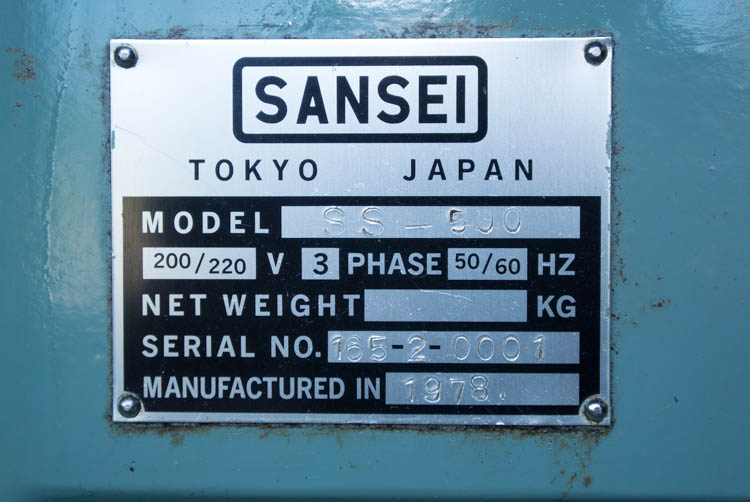 SANSEI
TOKYO JAPAN
MODEL SS-500
200/220 V 3 PHASE 50/60 HZ
NET WEIGHT KG
SERIAL NO. 165-2-0001
MANUFACTURED IN 1978.